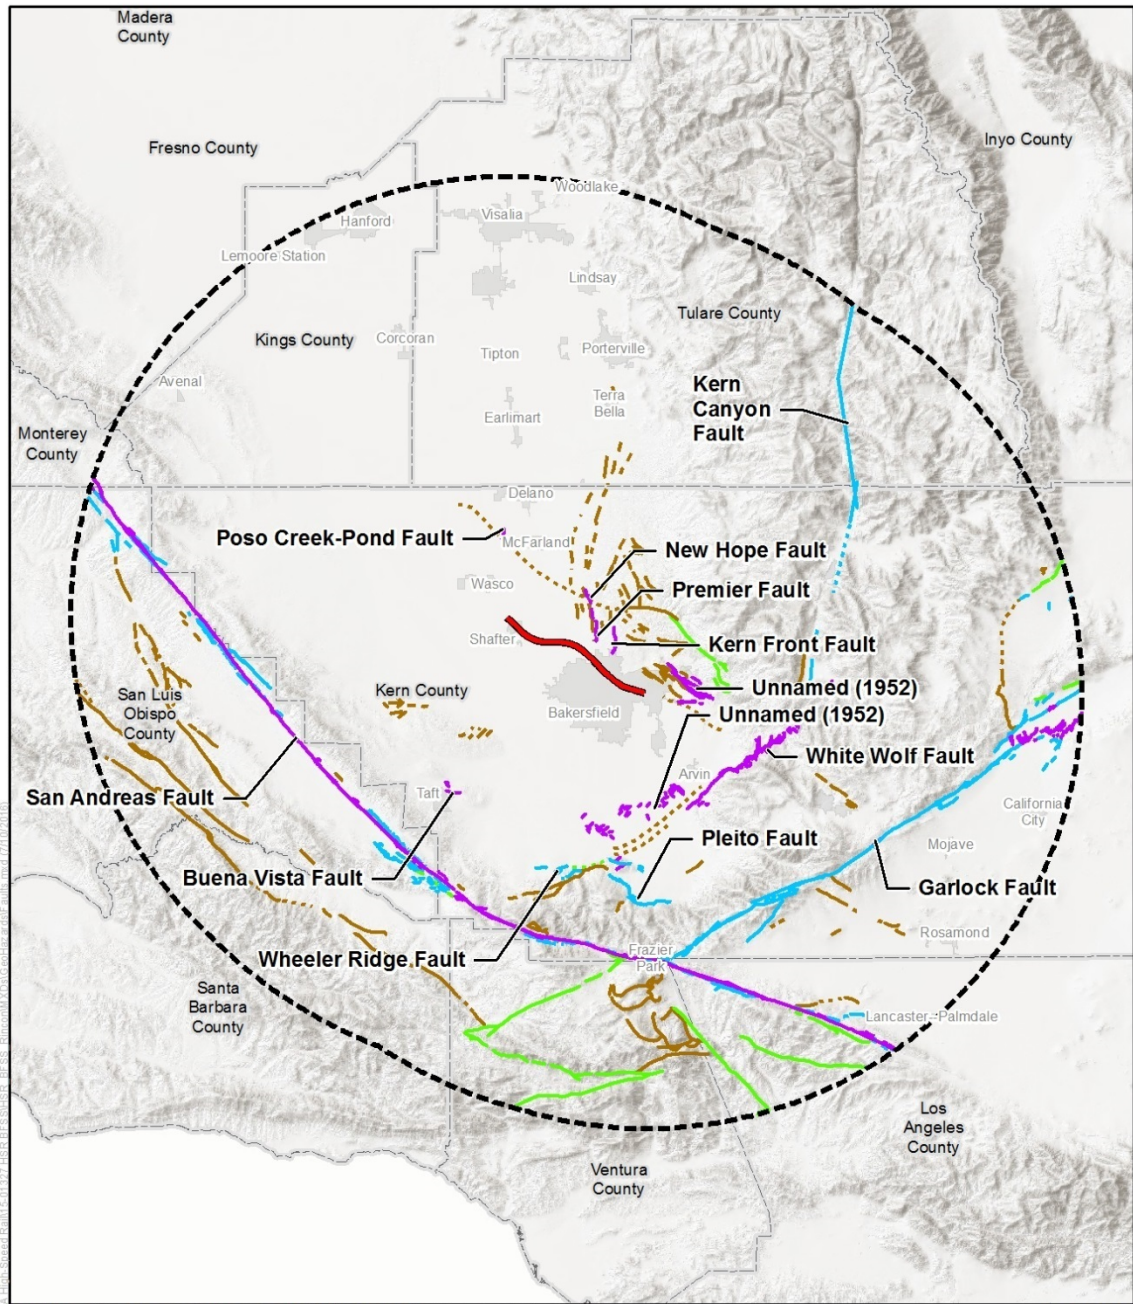 Madera
County
Fresno County
Inyo County
Woodlake
Hanford
Visalia
Lemoore Station
Lindsay
Tulare County
Kings County
Corcoran
Tipton
Porterville
Avenal
Terra
Bella
Kern
Canyon
Fault
Earlimart
Monterey
County
Delano
Poso Creek-Pond Fault
McFarland
New Hope Fault
Wasco
Premier Fault
Shafter
Kern Front Fault
Kern County
Unnamed (1952)
San Luis
Obispo
County
Bakersfield
Unnamed (1952)
White Wolf Fault
Arvin
San Andreas Fault
Taft
California
City
Pleito Fault
Mojave
Buena Vista Fault
Garlock Fault
Rosamond
Wheeler Ridge Fault
Frazier
Park
Santa
Barbara
County
Lancaster--Palmdale
Los
Angeles
County
Ventura
County